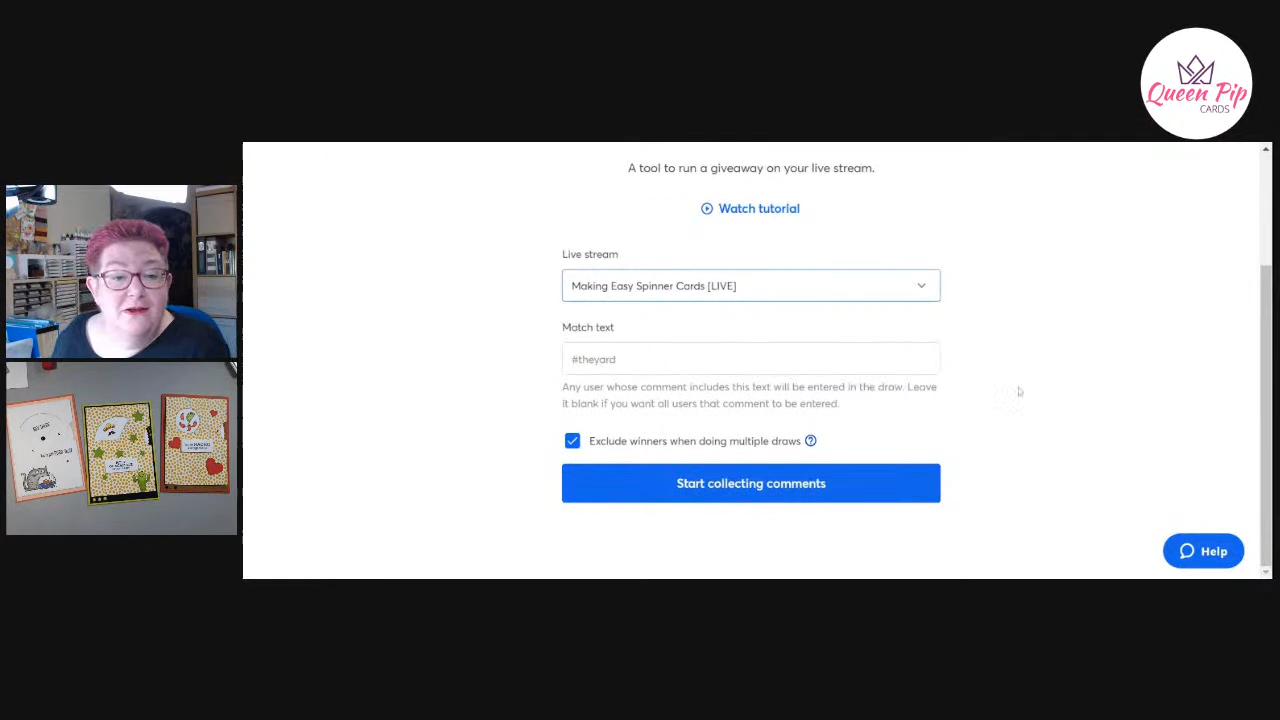 Queen Pip
CARDS
A tool to run a giveaway on your live stream.
Watch tutorial
Live stream
Making Easy Spinner Cards [LIVE]
Match text
#theyard
Any user whose comment includes this text will be entered in the draw. Leave
it blank if you want all users that comment to be entered.
Exclude winners when doing multiple draws
Start collecting comments
Help